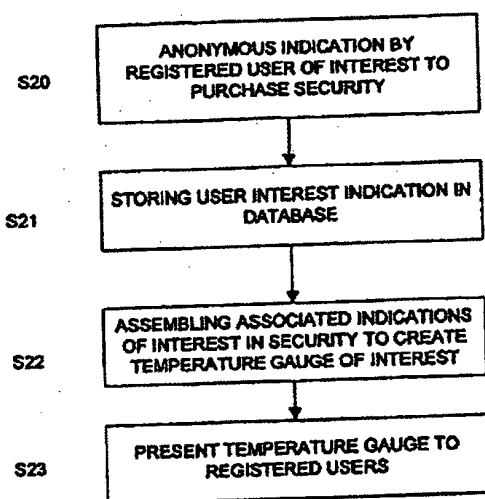 S20
ANONYMOUS INDICATION BY
REGISTERED USER OF INTEREST TO
PURCHASE SECURITY
S21
STORING USER INTEREST INDICATION IN
DATABASE
S22
ASSEMBLING ASSOCIATED INDICATIONS
OF INTEREST IN SECURITY TO CREATE
TEMPERATURE GAUGE OF INTEREST
S23
PRESENT TEMPERATURE GAUGE TO
REGISTERED USERS